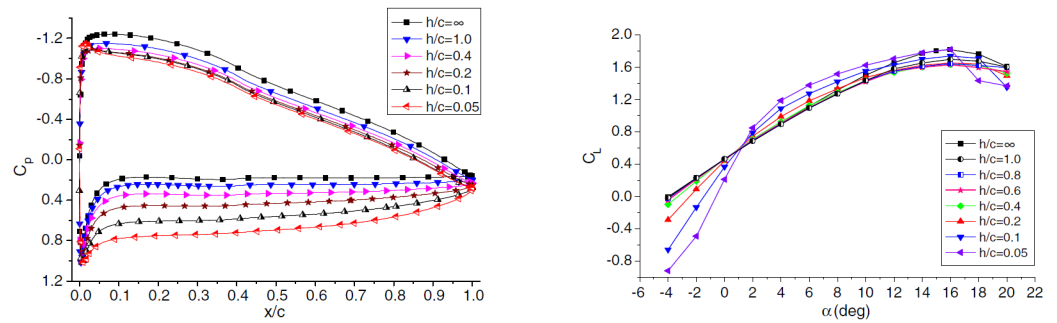 -1.2
-0.8
-0.4
0.0
0.4
0.8
1.2
C_p
0.0 0.1 0.2 0.3 0.4 0.5 0.6 0.7 0.8 0.9 1.0
x/c
h/c=∞
h/c=1.0
h/c=0.4
h/c=0.2
h/c=0.1
h/c=0.05
2.0
1.6
1.2
0.8
0.4
0.0
-0.4
-0.8
C_L
-6 -4 -2 0 2 4 6 8 10 12 14 16 18 20 22
α(deg)
h/c=∞
h/c=1.0
h/c=0.8
h/c=0.6
h/c=0.4
h/c=0.2
h/c=0.1
h/c=0.05